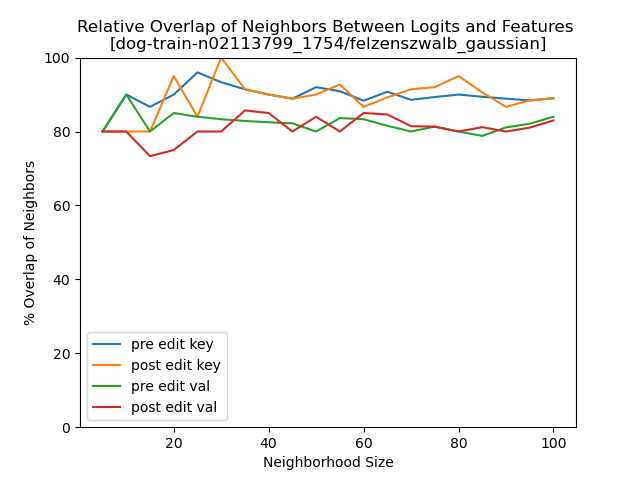 Relative Overlap of Neighbors Between Logits and Features
[dog-train-n02113799_1754/felzenszwalb_gaussian]
% Overlap of Neighbors
100
80
60
40
20
0
pre edit key
post edit key
pre edit val
post edit val
20
40
60
80
100
Neighborhood Size